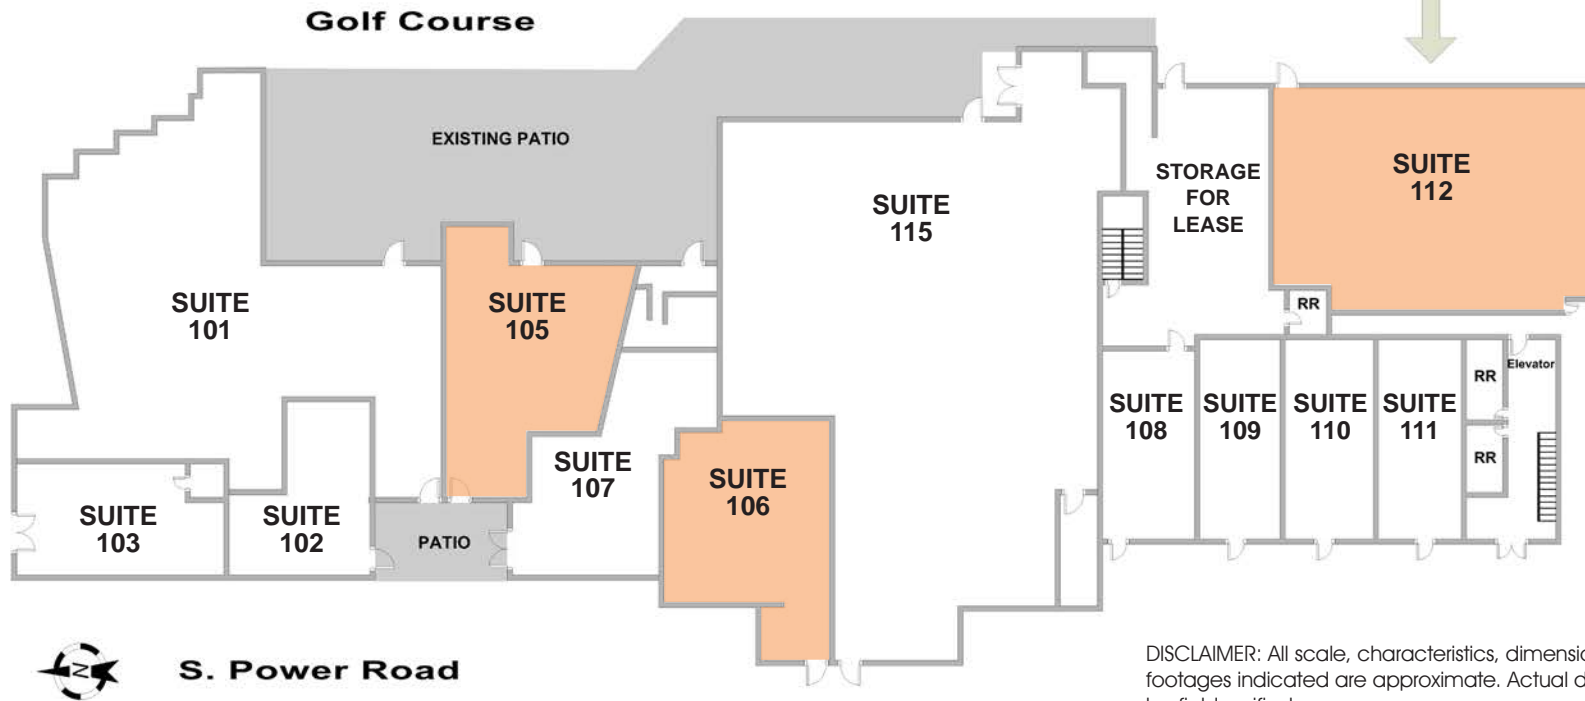 Golf Course
EXISTING PATIO
SUITE
101
SUITE
105
SUITE
115
STORAGE
FOR
LEASE
SUITE
112
RR
Elevator
SUITE
103
SUITE
102
PATIO
SUITE
107
SUITE
106
SUITE
108
SUITE
109
SUITE
110
SUITE
111
RR
RR
N
S. Power Road
DISCLAIMER: All scale, characteristics, dimensio
footages indicated are approximate. Actual d